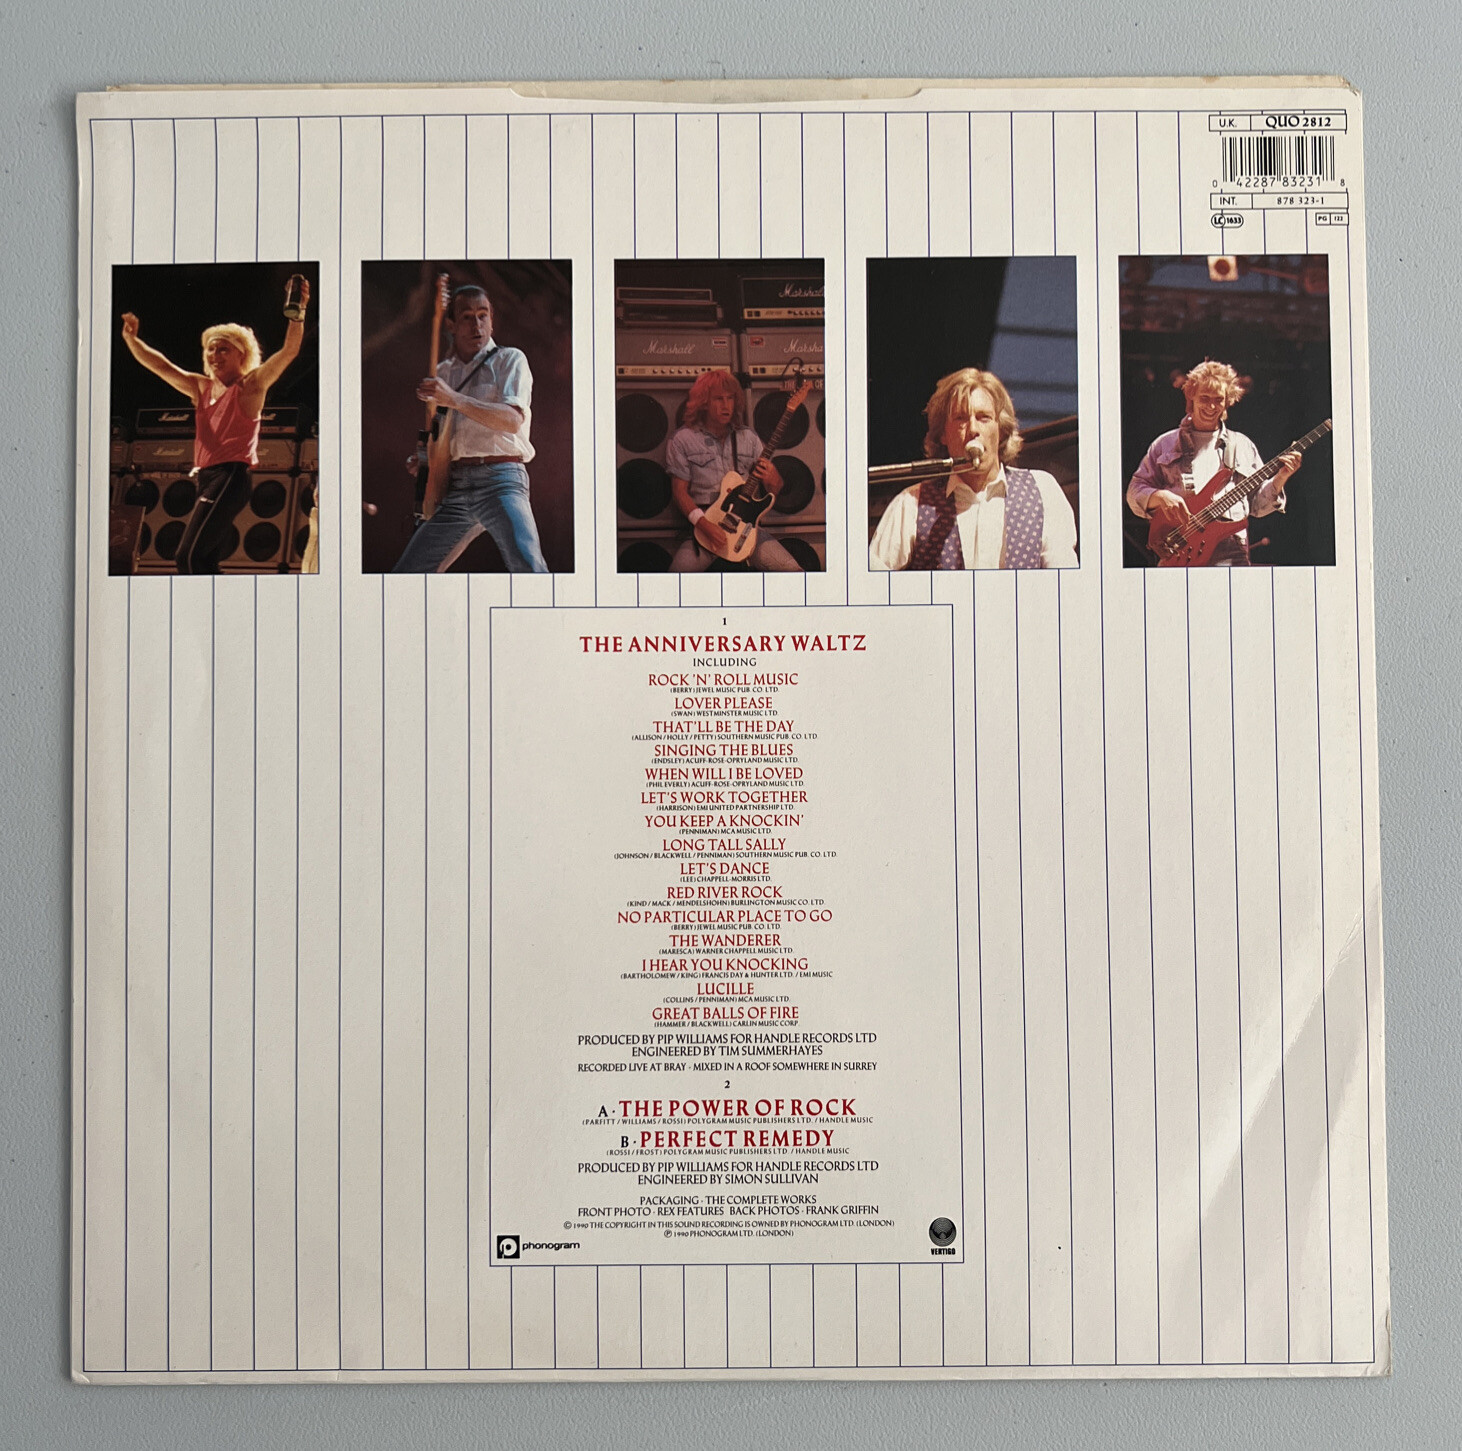 U.K. QUO 2812
0 42287 83231 8
INT. 878 323-1
LC 1633 PG 122
Marshall
Marshall
Marshall
Marshall
Marshall
1
THE ANNIVERSARY WALTZ
INCLUDING
ROCK 'N' ROLL MUSIC
(BERRY) JEWEL MUSIC PUB. CO. LTD.
LOVER PLEASE
(SWAN) WESTMINSTER MUSIC LTD.
THAT'LL BE THE DAY
(ALLISON / HOLLY / PETTY) SOUTHERN MUSIC PUB. CO. LTD.
SINGING THE BLUES
(ENDSLEY) ACUFF-ROSE-OPRYLAND MUSIC LTD.
WHEN WILL I BE LOVED
(PHIL EVERLY) ACUFF-ROSE-OPRYLAND MUSIC LTD.
LET'S WORK TOGETHER
(HARRISON) EMI UNITED PARTNERSHIP LTD.
YOU KEEP A KNOCKIN'
(PENNIMAN) MCA MUSIC LTD.
LONG TALL SALLY
(JOHNSON / BLACKWELL / PENNIMAN) SOUTHERN MUSIC PUB. CO. LTD.
LET'S DANCE
(LEE) CHAPPELL-MORRIS LTD.
RED RIVER ROCK
(KIND / MACK / MENDELSHOHN) BURLINGTON MUSIC CO. LTD.
NO PARTICULAR PLACE TO GO
(BERRY) JEWEL MUSIC PUB. CO. LTD.
THE WANDERER
(MARESCA) WARNER CHAPPELL MUSIC LTD.
I HEAR YOU KNOCKING
(BARTHOLOMEW / KING) FRANCIS DAY & HUNTER LTD. / EMI MUSIC
LUCILLE
(COLLINS / PENNIMAN) MCA MUSIC LTD.
GREAT BALLS OF FIRE
(HAMMER / BLACKWELL) CARLIN MUSIC CORP.
PRODUCED BY PIP WILLIAMS FOR HANDLE RECORDS LTD
ENGINEERED BY TIM SUMMERHAYES
RECORDED LIVE AT BRAY · MIXED IN A ROOF SOMEWHERE IN SURREY
2
A · THE POWER OF ROCK
(PARFITT / WILLIAMS / ROSSI) POLYGRAM MUSIC PUBLISHERS LTD. / HANDLE MUSIC
B · PERFECT REMEDY
(ROSSI / FROST) POLYGRAM MUSIC PUBLISHERS LTD. / HANDLE MUSIC
PRODUCED BY PIP WILLIAMS FOR HANDLE RECORDS LTD
ENGINEERED BY SIMON SULLIVAN
PACKAGING · THE COMPLETE WORKS
FRONT PHOTO · REX FEATURES BACK PHOTOS · FRANK GRIFFIN
© 1990 THE COPYRIGHT IN THIS SOUND RECORDING IS OWNED BY PHONOGRAM LTD. (LONDON)
℗ 1990 PHONOGRAM LTD. (LONDON)
phonogram
VERTIGO